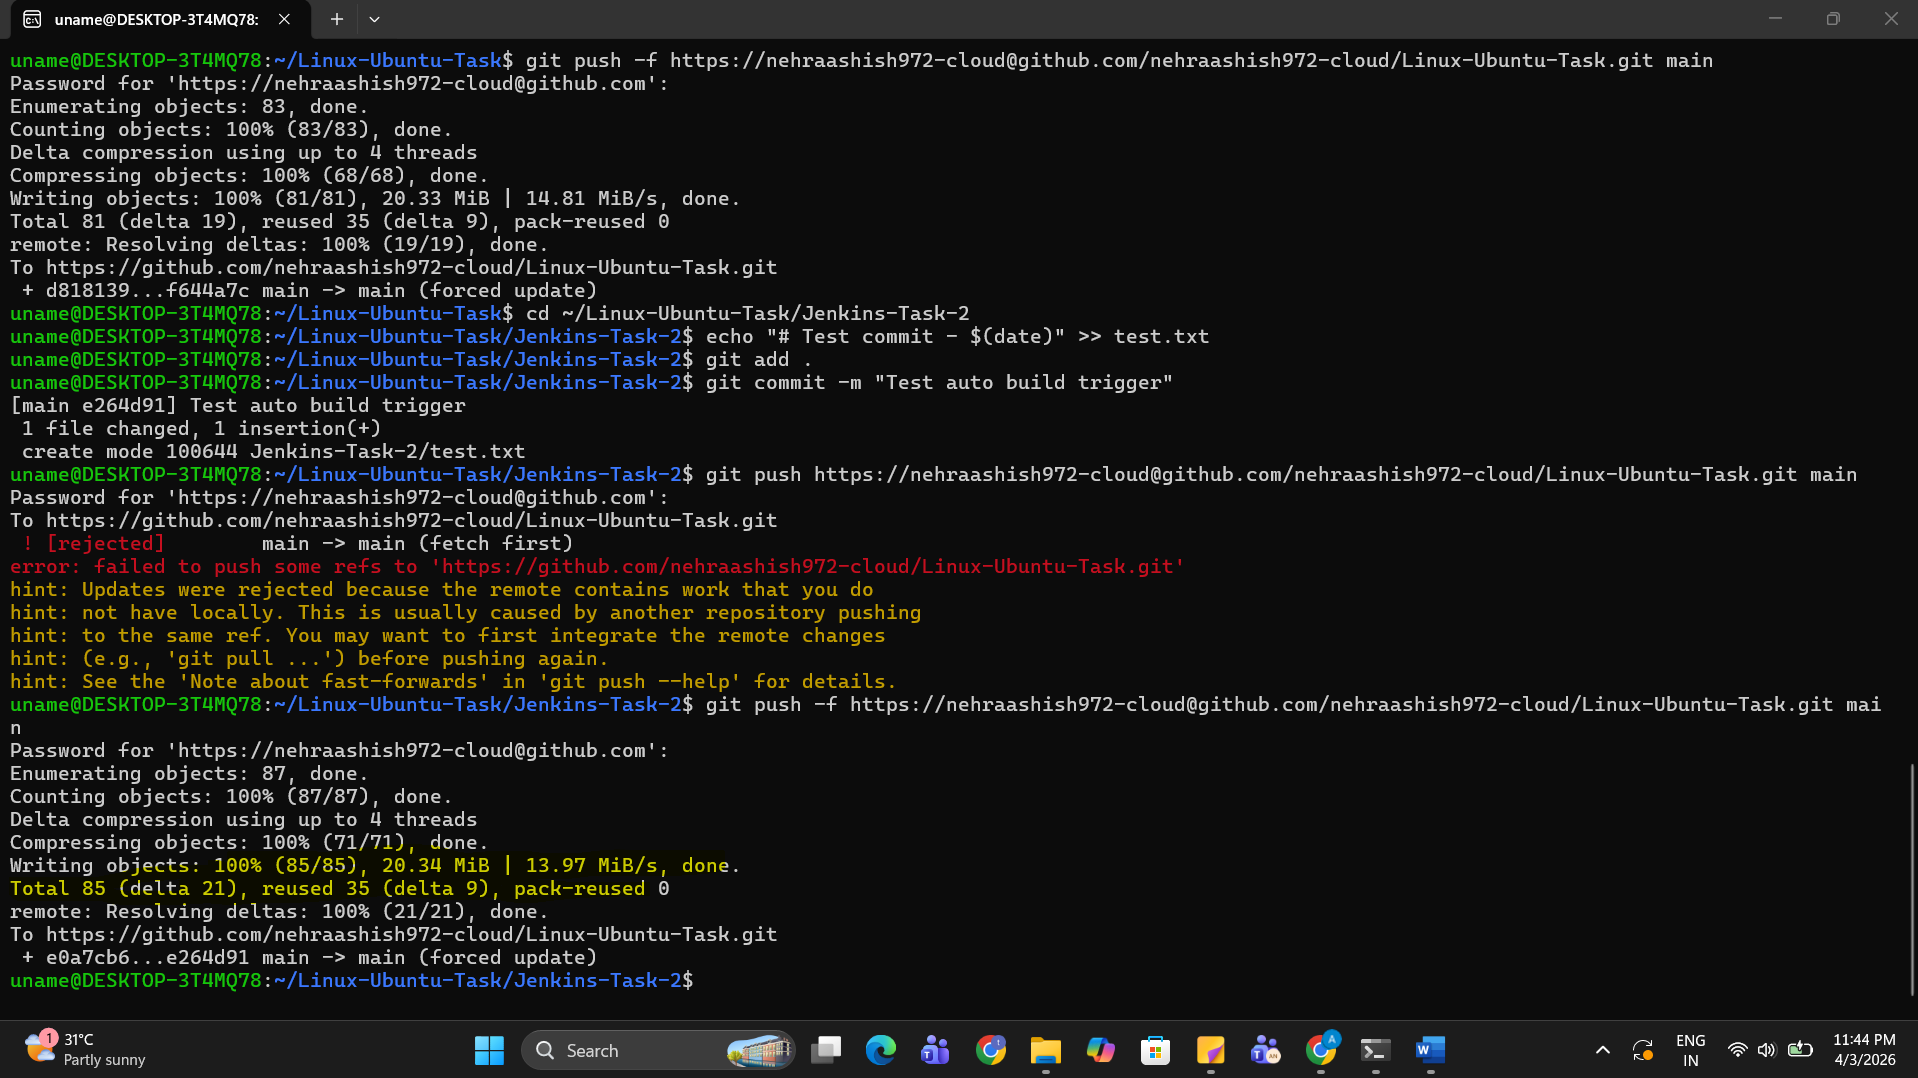 uname@DESKTOP-3T4MQ78:
uname@DESKTOP-3T4MQ78:~/Linux-Ubuntu-Task$ git push -f https://nehraashish972-cloud@github.com/nehraashish972-cloud/Linux-Ubuntu-Task.git main
Password for 'https://nehraashish972-cloud@github.com':
Enumerating objects: 83, done.
Counting objects: 100% (83/83), done.
Delta compression using up to 4 threads
Compressing objects: 100% (68/68), done.
Writing objects: 100% (81/81), 20.33 MiB | 14.81 MiB/s, done.
Total 81 (delta 19), reused 35 (delta 9), pack-reused 0
remote: Resolving deltas: 100% (19/19), done.
To https://github.com/nehraashish972-cloud/Linux-Ubuntu-Task.git
 + d818139...f644a7c main -> main (forced update)
uname@DESKTOP-3T4MQ78:~/Linux-Ubuntu-Task$ cd ~/Linux-Ubuntu-Task/Jenkins-Task-2
uname@DESKTOP-3T4MQ78:~/Linux-Ubuntu-Task/Jenkins-Task-2$ echo "# Test commit - $(date)" >> test.txt
uname@DESKTOP-3T4MQ78:~/Linux-Ubuntu-Task/Jenkins-Task-2$ git add .
uname@DESKTOP-3T4MQ78:~/Linux-Ubuntu-Task/Jenkins-Task-2$ git commit -m "Test auto build trigger"
[main e264d91] Test auto build trigger
 1 file changed, 1 insertion(+)
 create mode 100644 Jenkins-Task-2/test.txt
uname@DESKTOP-3T4MQ78:~/Linux-Ubuntu-Task/Jenkins-Task-2$ git push https://nehraashish972-cloud@github.com/nehraashish972-cloud/Linux-Ubuntu-Task.git main
Password for 'https://nehraashish972-cloud@github.com':
To https://github.com/nehraashish972-cloud/Linux-Ubuntu-Task.git
 ! [rejected]        main -> main (fetch first)
error: failed to push some refs to 'https://github.com/nehraashish972-cloud/Linux-Ubuntu-Task.git'
hint: Updates were rejected because the remote contains work that you do
hint: not have locally. This is usually caused by another repository pushing
hint: to the same ref. You may want to first integrate the remote changes
hint: (e.g., 'git pull ...') before pushing again.
hint: See the 'Note about fast-forwards' in 'git push --help' for details.
uname@DESKTOP-3T4MQ78:~/Linux-Ubuntu-Task/Jenkins-Task-2$ git push -f https://nehraashish972-cloud@github.com/nehraashish972-cloud/Linux-Ubuntu-Task.git mai
n
Password for 'https://nehraashish972-cloud@github.com':
Enumerating objects: 87, done.
Counting objects: 100% (87/87), done.
Delta compression using up to 4 threads
Compressing objects: 100% (71/71), done.
Writing objects: 100% (85/85), 20.34 MiB | 13.97 MiB/s, done.
Total 85 (delta 21), reused 35 (delta 9), pack-reused 0
remote: Resolving deltas: 100% (21/21), done.
To https://github.com/nehraashish972-cloud/Linux-Ubuntu-Task.git
 + e0a7cb6...e264d91 main -> main (forced update)
uname@DESKTOP-3T4MQ78:~/Linux-Ubuntu-Task/Jenkins-Task-2$
1
31°C
Partly sunny
Search
ENG
IN
11:44 PM
4/3/2026